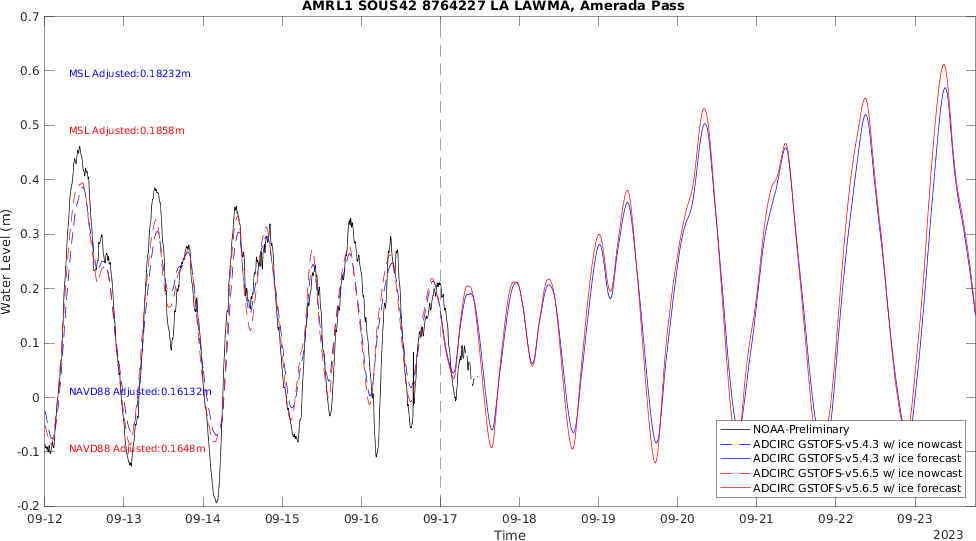 AMRL1 SOUS42 8764227 LA LAWMA, Amerada Pass
0.7
0.6
0.5
0.4
0.3
0.2
0.1
0
-0.1
-0.2
Water Level (m)
MSL Adjusted:0.18232m
MSL Adjusted:0.1858m
NAVD88 Adjusted:0.16132m
NAVD88 Adjusted:0.1648m
NOAA-Preliminary
ADCIRC GSTOFS-v5.4.3 w/ ice nowcast
ADCIRC GSTOFS-v5.4.3 w/ ice forecast
ADCIRC GSTOFS-v5.6.5 w/ ice nowcast
ADCIRC GSTOFS-v5.6.5 w/ ice forecast
09-12 09-13 09-14 09-15 09-16 09-17 09-18 09-19 09-20 09-21 09-22 09-23
Time
2023